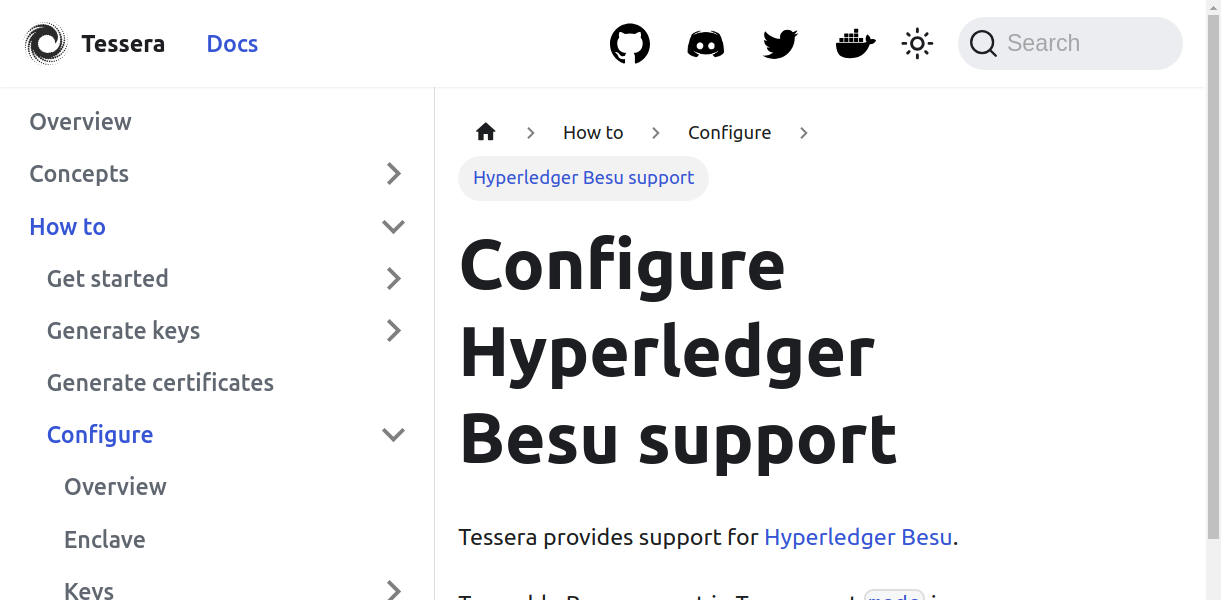 Tessera
Docs
Search
Overview
Concepts
How to
Get started
Generate keys
Generate certificates
Configure
Overview
Enclave
Keys
How to
Configure
Hyperledger Besu support
Configure
Hyperledger
Besu support
Tessera provides support for Hyperledger Besu.